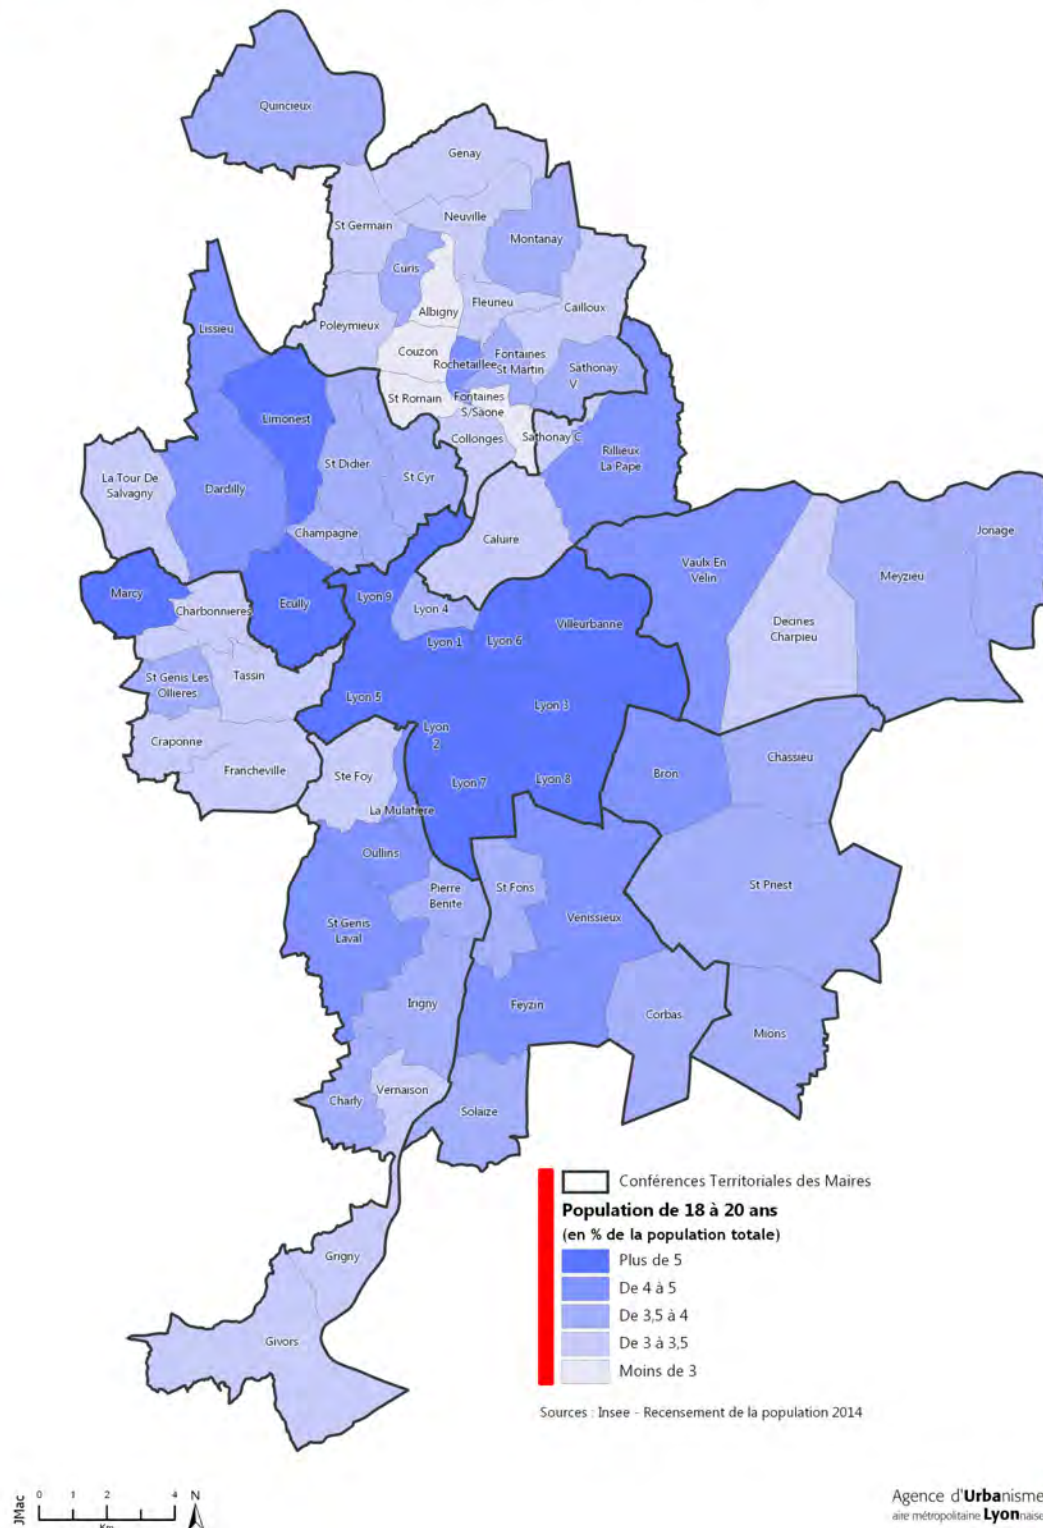 Quincieux
Genay
St Germain
Neuville
Montanay
Curis
Albigny
Fleurieu
Cailloux
Lissieu
Poleymieux
Couzon
Rochetaillee
Fontaines
St Martin
Sathonay
V
St Romain
Fontaines
S/Saone
Limonest
Collonges
Sathonay C
Rillieux
La Pape
La Tour De
Salvagny
Dardilly
St Didier
St Cyr
Champagne
Caluire
Jonage
Vaulx En
Velin
Meyzieu
Marcy
Charbonnieres
Ecully
Lyon 9
Lyon 4
Villeurbanne
Decines
Charpieu
Lyon 1
Lyon 6
St Genis Les
Ollieres
Tassin
Lyon 5
Lyon 3
Craponne
Lyon
2
Francheville
Ste Foy
Lyon 7
Lyon 8
Bron
Chassieu
La Mulatiere
Oullins
Pierre
Benite
St Fons
St Priest
St Genis
Laval
Venissieux
Irigny
Feyzin
Corbas
Mions
Charly
Vernaison
Solaize
Grigny
Givors
Conférences Territoriales des Maires
Population de 18 à 20 ans
(en % de la population totale)
Plus de 5
De 4 à 5
De 3,5 à 4
De 3 à 3,5
Moins de 3
Sources : Insee - Recensement de la population 2014
JMac
0 1 2 4 N
Km
Agence d'Urbanisme
aire métropolitaine Lyonnaise